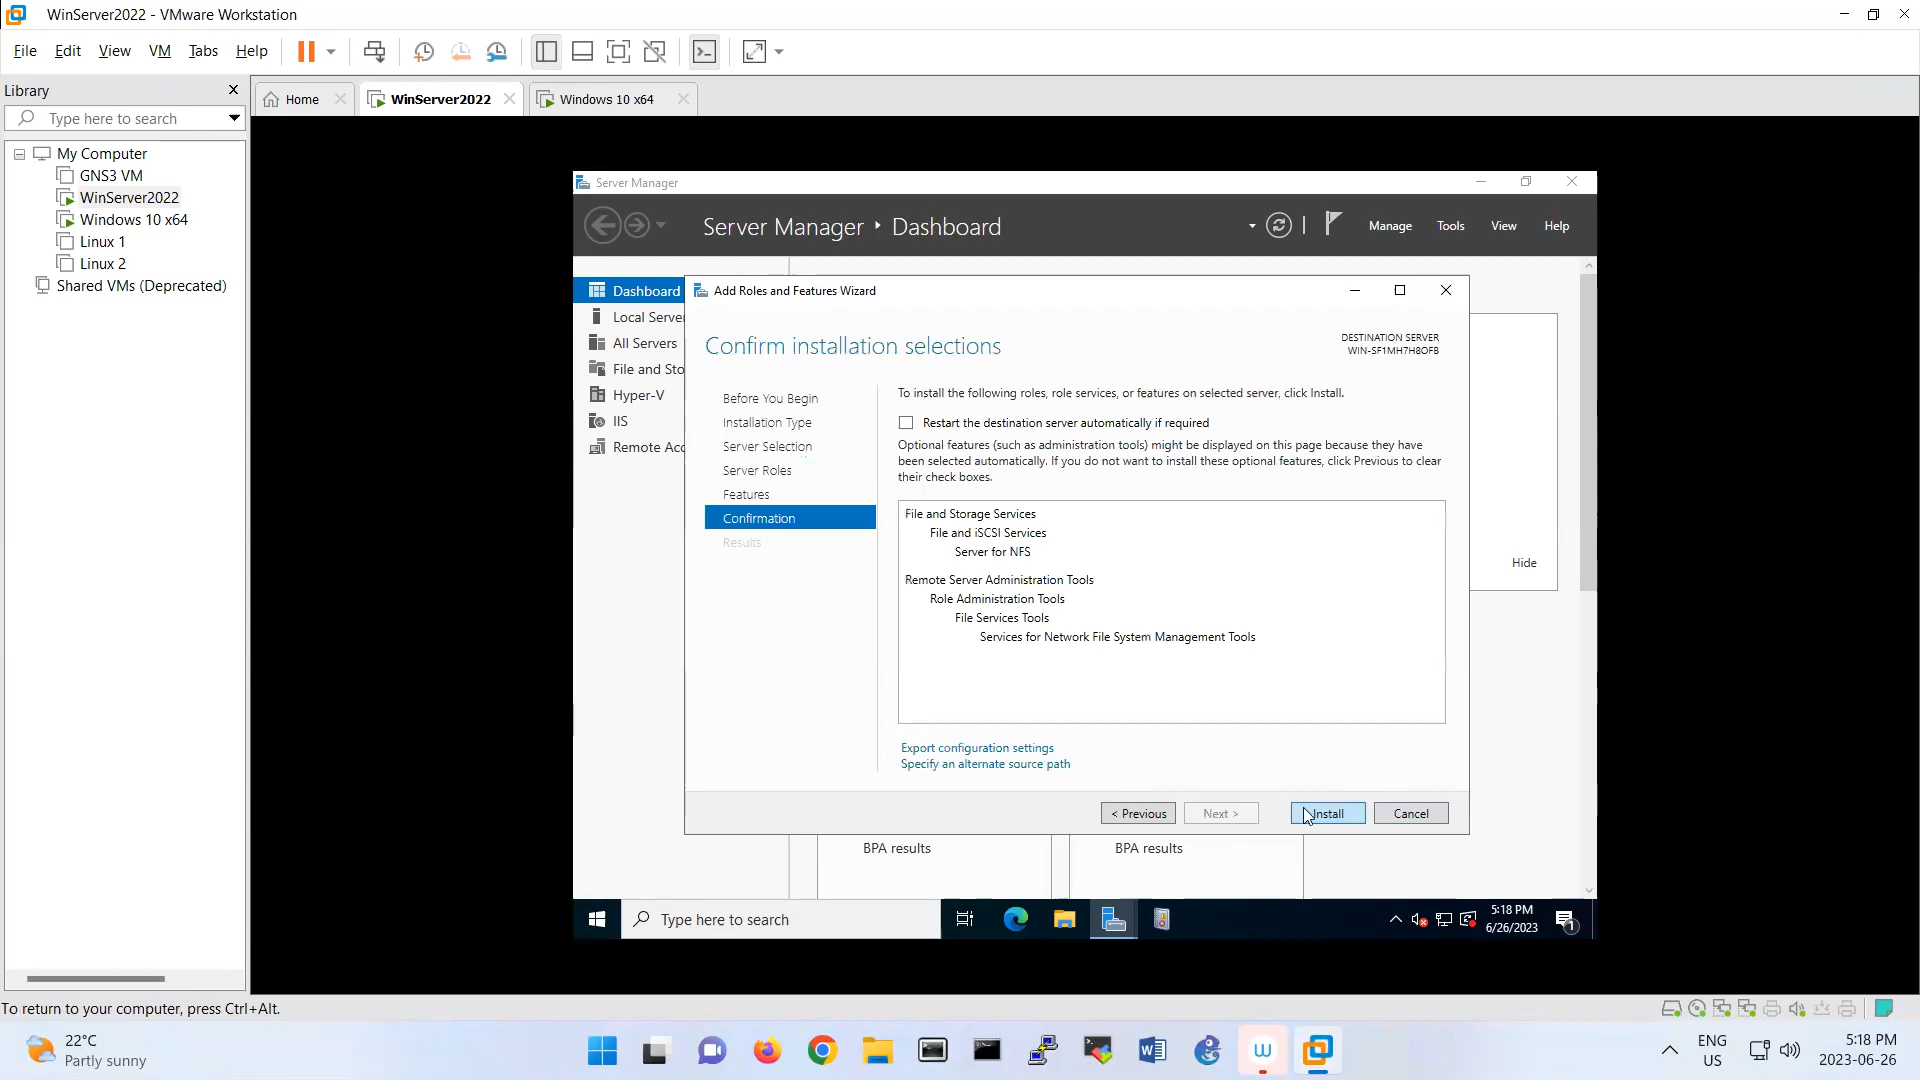 WinServer2022 - VMware Workstation
File Edit View VM Tabs Help
Library
Type here to search
My Computer
GNS3 VM
WinServer2022
Windows 10 x64
Linux 1
Linux 2
Shared VMs (Deprecated)
Home
WinServer2022
Windows 10 x64
Server Manager
Server Manager Dashboard
Manage Tools View Help
Dashboard
Local Server
All Servers
File and Sto
Hyper-V
IIS
Remote Acc
Add Roles and Features Wizard
Confirm installation selections
DESTINATION SERVER
WIN-SF1MH7H8OFB
Before You Begin
Installation Type
Server Selection
Server Roles
Features
Confirmation
Results
To install the following roles, role services, or features on selected server, click Install.
Restart the destination server automatically if required
Optional features (such as administration tools) might be displayed on this page because they have
been selected automatically. If you do not want to install these optional features, click Previous to clear
their check boxes.
File and Storage Services
File and iSCSI Services
Server for NFS
Remote Server Administration Tools
Role Administration Tools
File Services Tools
Services for Network File System Management Tools
Export configuration settings
Specify an alternate source path
< Previous Next > Install Cancel
Hide
BPA results
BPA results
Type here to search
5:18 PM
6/26/2023
1
To return to your computer, press Ctrl+Alt.
22°C
Partly sunny
ENG
US
5:18 PM
2023-06-26